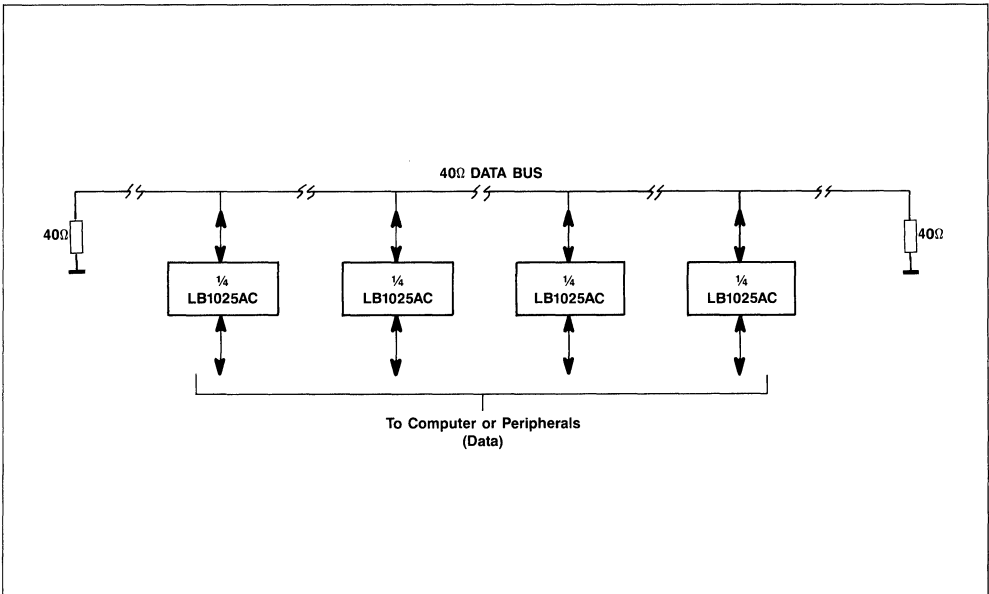 40Ω DATA BUS
40Ω
40Ω
¼
LB1025AC
¼
LB1025AC
¼
LB1025AC
¼
LB1025AC
To Computer or Peripherals
(Data)